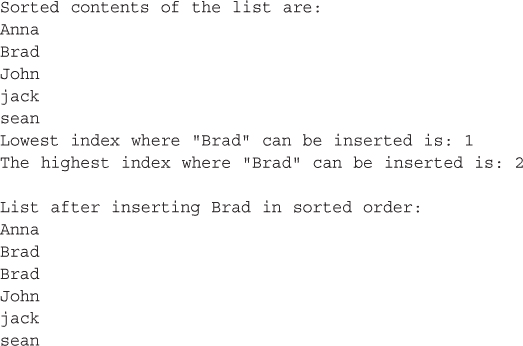 Sorted contents of the list are:
Anna
Brad
John
jack
sean
Lowest index where "Brad" can be inserted is: 1
The highest index where "Brad" can be inserted is: 2
List after inserting Brad in sorted order:
Anna
Brad
Brad
John
jack
sean